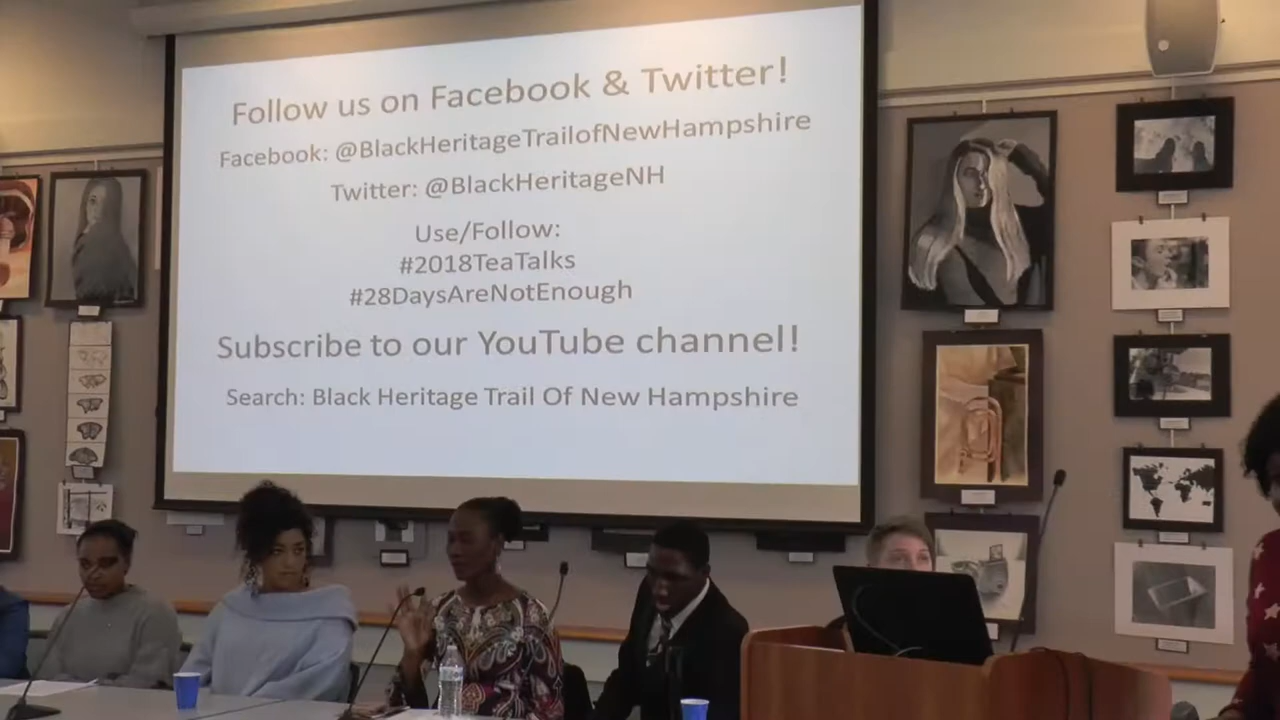 Follow us on Facebook & Twitter!
Facebook: @BlackHeritageTrailofNewHampshire
Twitter: @BlackHeritageNH
Use/Follow:
#2018TeaTalks
#28DaysAreNotEnough
Subscribe to our YouTube channel!
Search: Black Heritage Trail Of New Hampshire